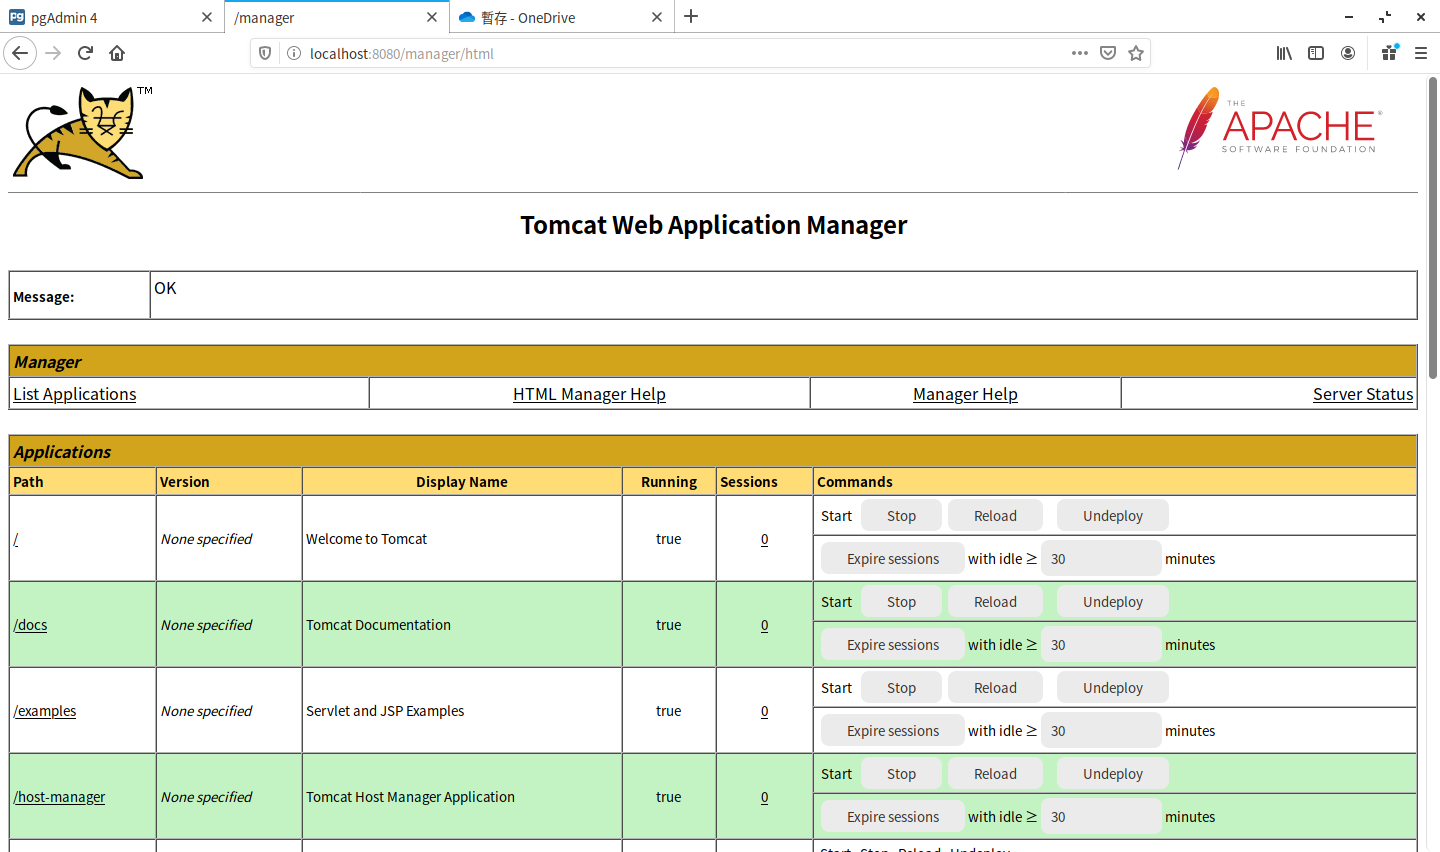 pgAdmin 4
/manager
暫存 - OneDrive
localhost:8080/manager/html
TM
THE
APACHE®
SOFTWARE FOUNDATION
Tomcat Web Application Manager
Message: OK
Manager
List Applications HTML Manager Help Manager Help Server Status
Applications
Path Version Display Name Running Sessions Commands
Start Stop Reload Undeploy
/ None specified Welcome to Tomcat true 0
Expire sessions with idle ≥ 30 minutes
Start Stop Reload Undeploy
/docs None specified Tomcat Documentation true 0
Expire sessions with idle ≥ 30 minutes
Start Stop Reload Undeploy
/examples None specified Servlet and JSP Examples true 0
Expire sessions with idle ≥ 30 minutes
Start Stop Reload Undeploy
/host-manager None specified Tomcat Host Manager Application true 0
Expire sessions with idle ≥ 30 minutes
Start Stop Reload Undeploy